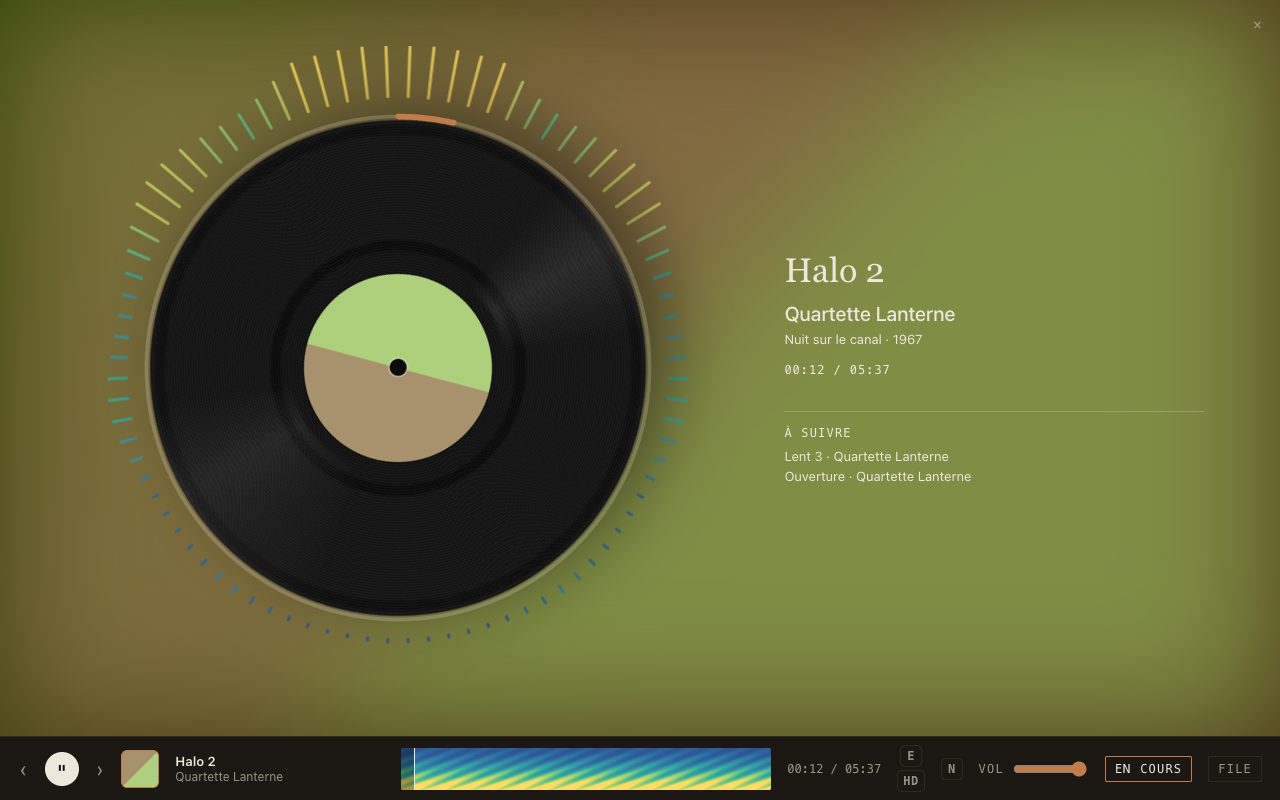 ×
Halo 2
Quartette Lanterne
Nuit sur le canal · 1967
00:12 / 05:37
À SUIVRE
Lent 3 · Quartette Lanterne
Ouverture · Quartette Lanterne
‹ " ›
Halo 2
Quartette Lanterne
00:12 / 05:37
E
HD
N
VOL
EN COURS
FILE